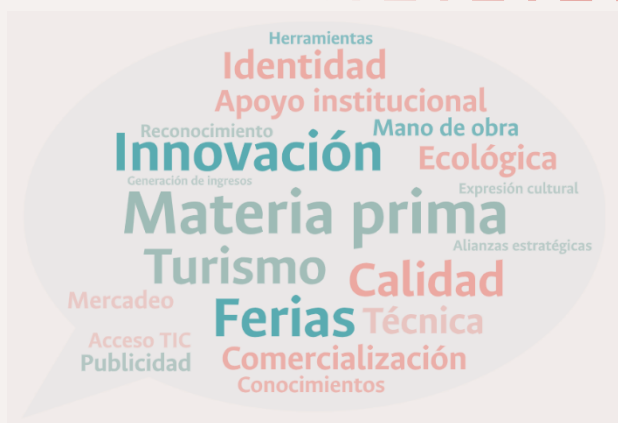 Herramientas
Identidad
Apoyo institucional
Reconocimiento
Mano de obra
Innovación
Ecológica
Generación de ingresos
Expresión cultural
Materia prima
Alianzas estratégicas
Turismo
Calidad
Mercadeo
Ferias
Técnica
Acceso TIC
Publicidad
Comercialización
Conocimientos